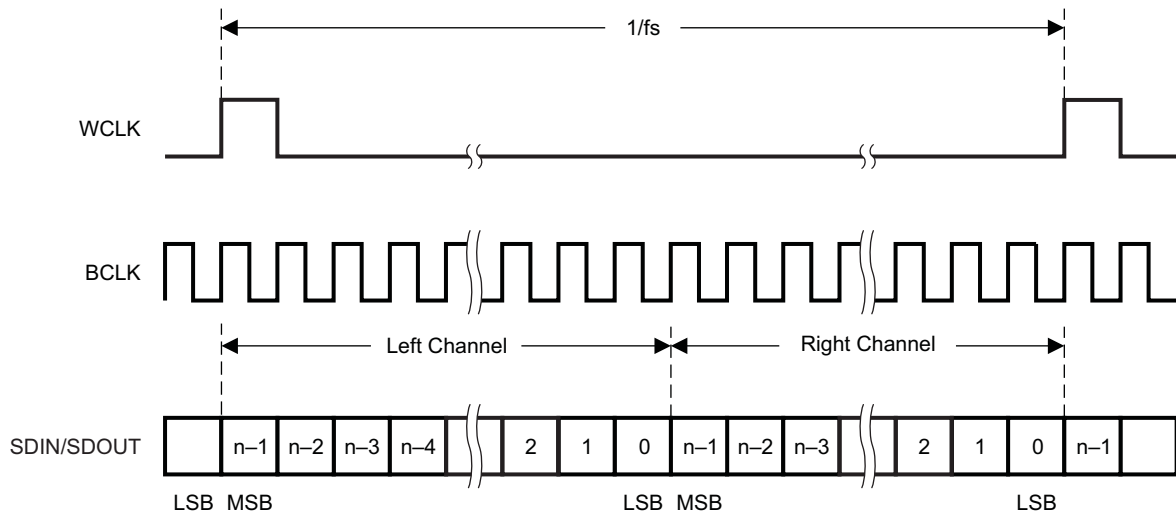 1/fs
WCLK
BCLK
Left Channel
Right Channel
SDIN/SDOUT
n–1 n–2 n–3 n–4 2 1 0 n–1 n–2 n–3 2 1 0 n–1
LSB MSB LSB MSB LSB